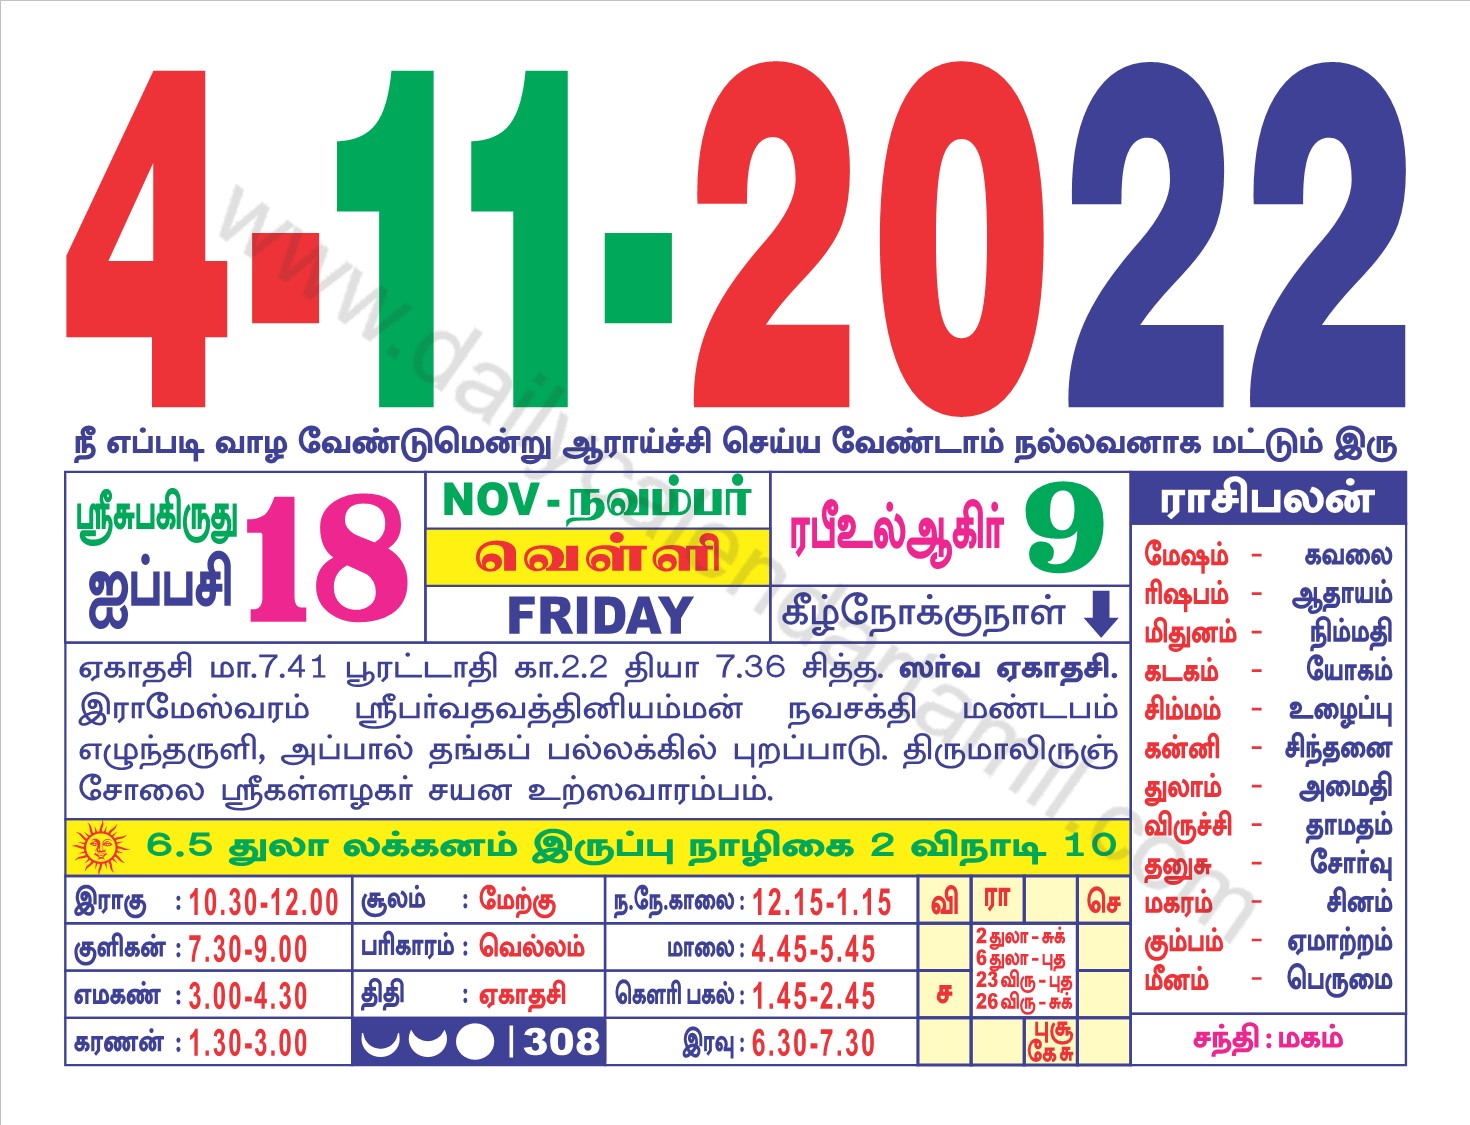 4-11-2022
நீ எப்படி வாழ வேண்டுமென்று ஆராய்ச்சி செய்ய வேண்டாம் நல்லவனாக மட்டும் இரு
ஸ்ரீசுபகிருது
ஐப்பசி 18
NOV - நவம்பர்
வெள்ளி
FRIDAY
ரபீஉல்ஆகிர் 9
கீழ்நோக்குநாள்
ஏகாதசி மா.7.41 பூரட்டாதி கா.2.2 தியா 7.36 சித்த. ஸர்வ ஏகாதசி.
இராமேஸ்வரம் ஸ்ரீபர்வதவத்தினியம்மன் நவசக்தி மண்டபம்
எழுந்தருளி, அப்பால் தங்கப் பல்லக்கில் புறப்பாடு. திருமாலிருஞ்
சோலை ஸ்ரீகள்ளழகர் சயன உற்ஸவாரம்பம்.
6.5 துலா லக்கனம் இருப்பு நாழிகை 2 விநாடி 10
இராகு : 10.30-12.00 சூலம் : மேற்கு ந.நே.காலை : 12.15-1.15
குளிகன் : 7.30-9.00 பரிகாரம் : வெல்லம் மாலை : 4.45-5.45
எமகண் : 3.00-4.30 திதி : ஏகாதசி கௌரி பகல் : 1.45-2.45
கரணன் : 1.30-3.00 | 308 இரவு : 6.30-7.30
வி ரா செ
2 துலா - சுக்
6 துலா - புத
23 விரு - புத
26 விரு - சுக்
ச
பு சூ
கே சு
ராசிபலன்
மேஷம் - கவலை
ரிஷபம் - ஆதாயம்
மிதுனம் - நிம்மதி
கடகம் - யோகம்
சிம்மம் - உழைப்பு
கன்னி - சிந்தனை
துலாம் - அமைதி
விருச்சி - தாமதம்
தனுசு - சோர்வு
மகரம் - சினம்
கும்பம் - ஏமாற்றம்
மீனம் - பெருமை
சந்தி : மகம்
www.dailycalendartamil.com